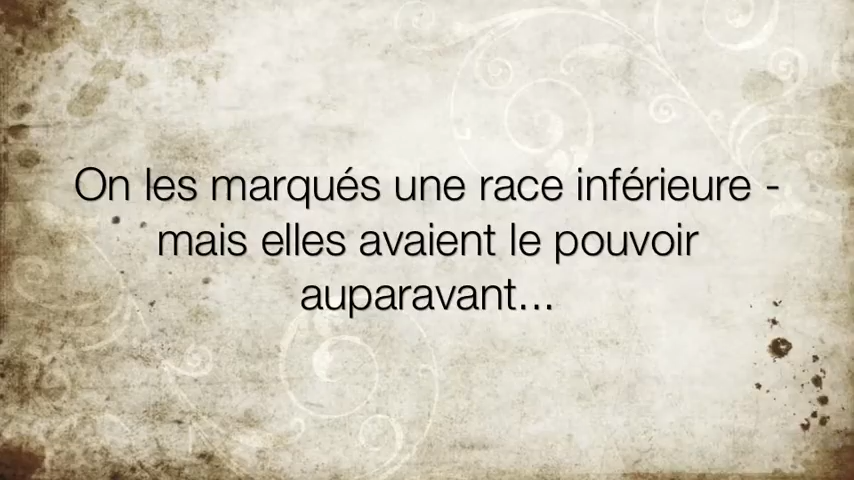 On les marqués une race inférieure -
mais elles avaient le pouvoir
auparavant...